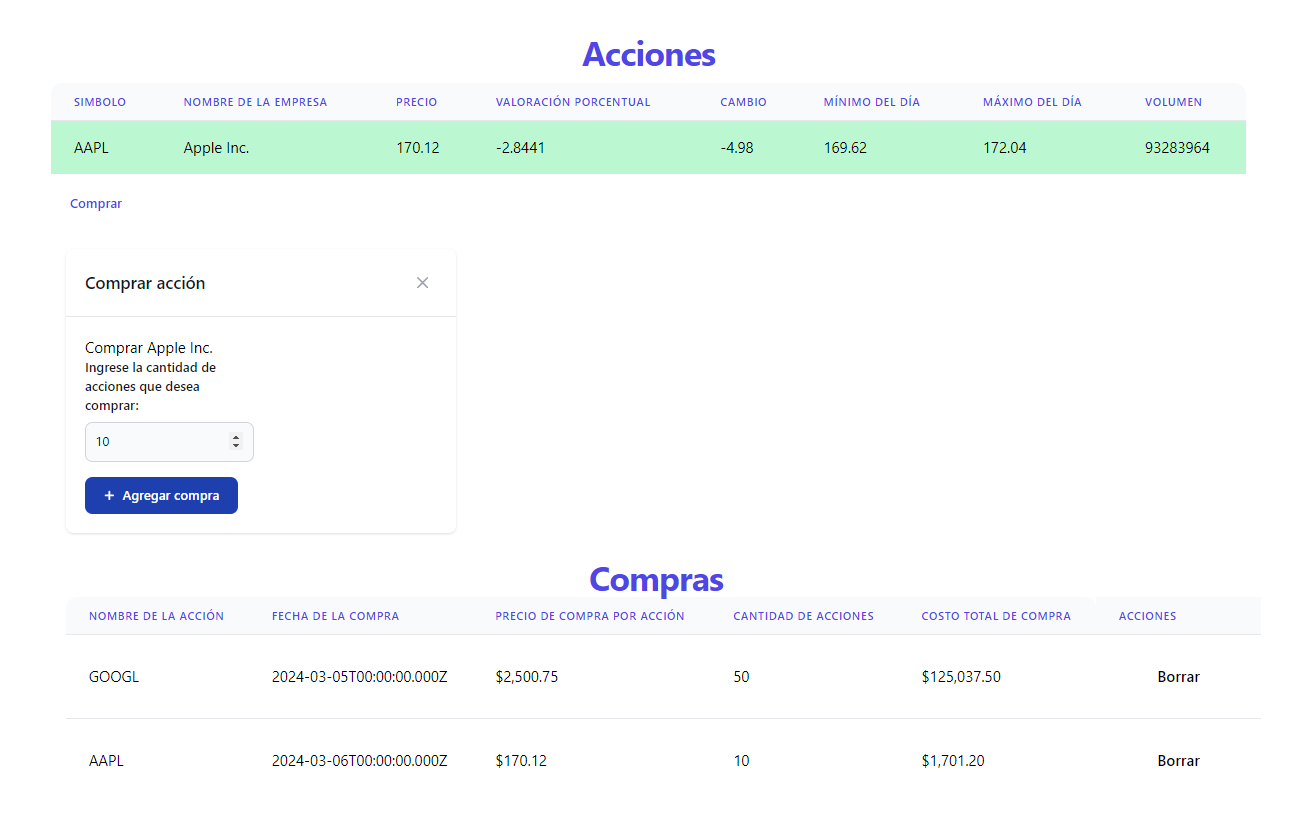 Acciones
SIMBOLO NOMBRE DE LA EMPRESA PRECIO VALORACIÓN PORCENTUAL CAMBIO MÍNIMO DEL DÍA MÁXIMO DEL DÍA VOLUMEN
AAPL Apple Inc. 170.12 -2.8441 -4.98 169.62 172.04 93283964
Comprar
Comprar acción
Comprar Apple Inc.
Ingrese la cantidad de
acciones que desea
comprar:
10
+ Agregar compra
Compras
NOMBRE DE LA ACCIÓN FECHA DE LA COMPRA PRECIO DE COMPRA POR ACCIÓN CANTIDAD DE ACCIONES COSTO TOTAL DE COMPRA ACCIONES
GOOGL 2024-03-05T00:00:00.000Z $2,500.75 50 $125,037.50 Borrar
AAPL 2024-03-06T00:00:00.000Z $170.12 10 $1,701.20 Borrar